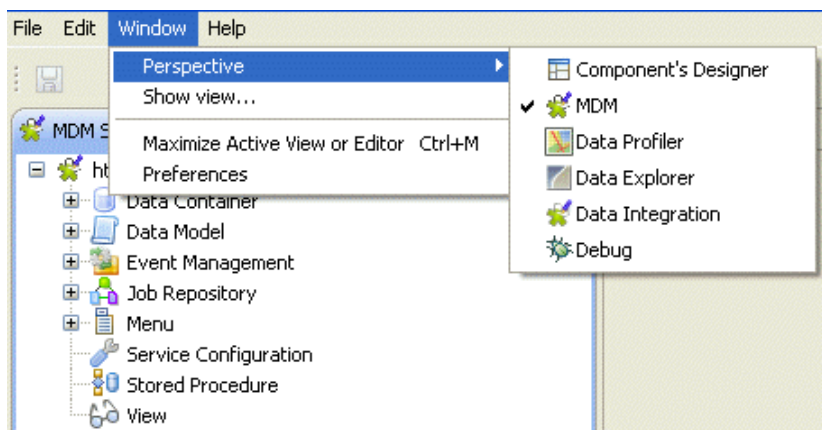 File Edit Window Help
Perspective
Show view...
Maximize Active View or Editor Ctrl+M
Preferences
Component's Designer
MDM
Data Profiler
Data Explorer
Data Integration
Debug
MDM S
ht
Data Container
Data Model
Event Management
Job Repository
Menu
Service Configuration
Stored Procedure
View